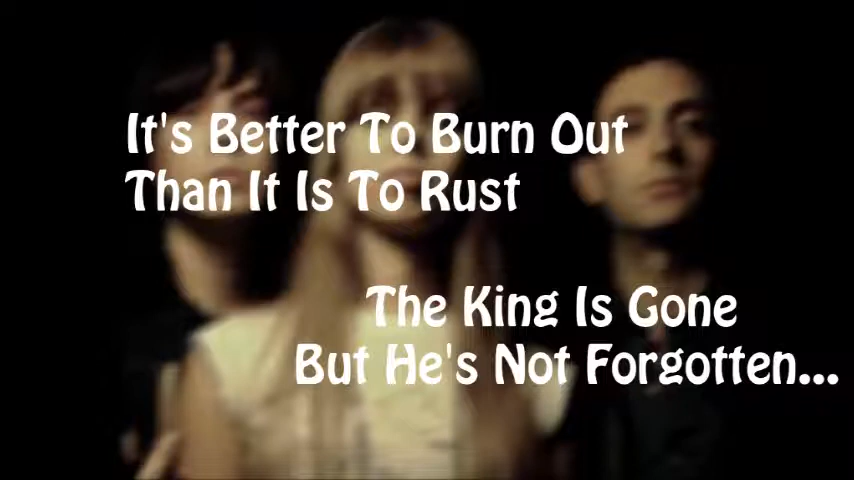 It's Better To Burn Out
Than It Is To Rust
The King Is Gone
But He's Not Forgotten...